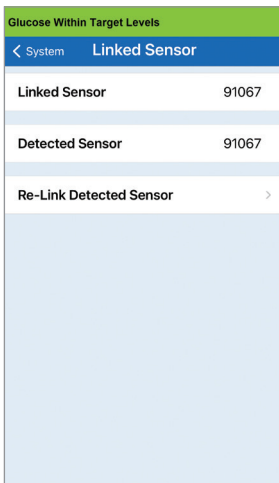 Glucose Within Target Levels
System Linked Sensor
Linked Sensor 91067
Detected Sensor 91067
Re-Link Detected Sensor